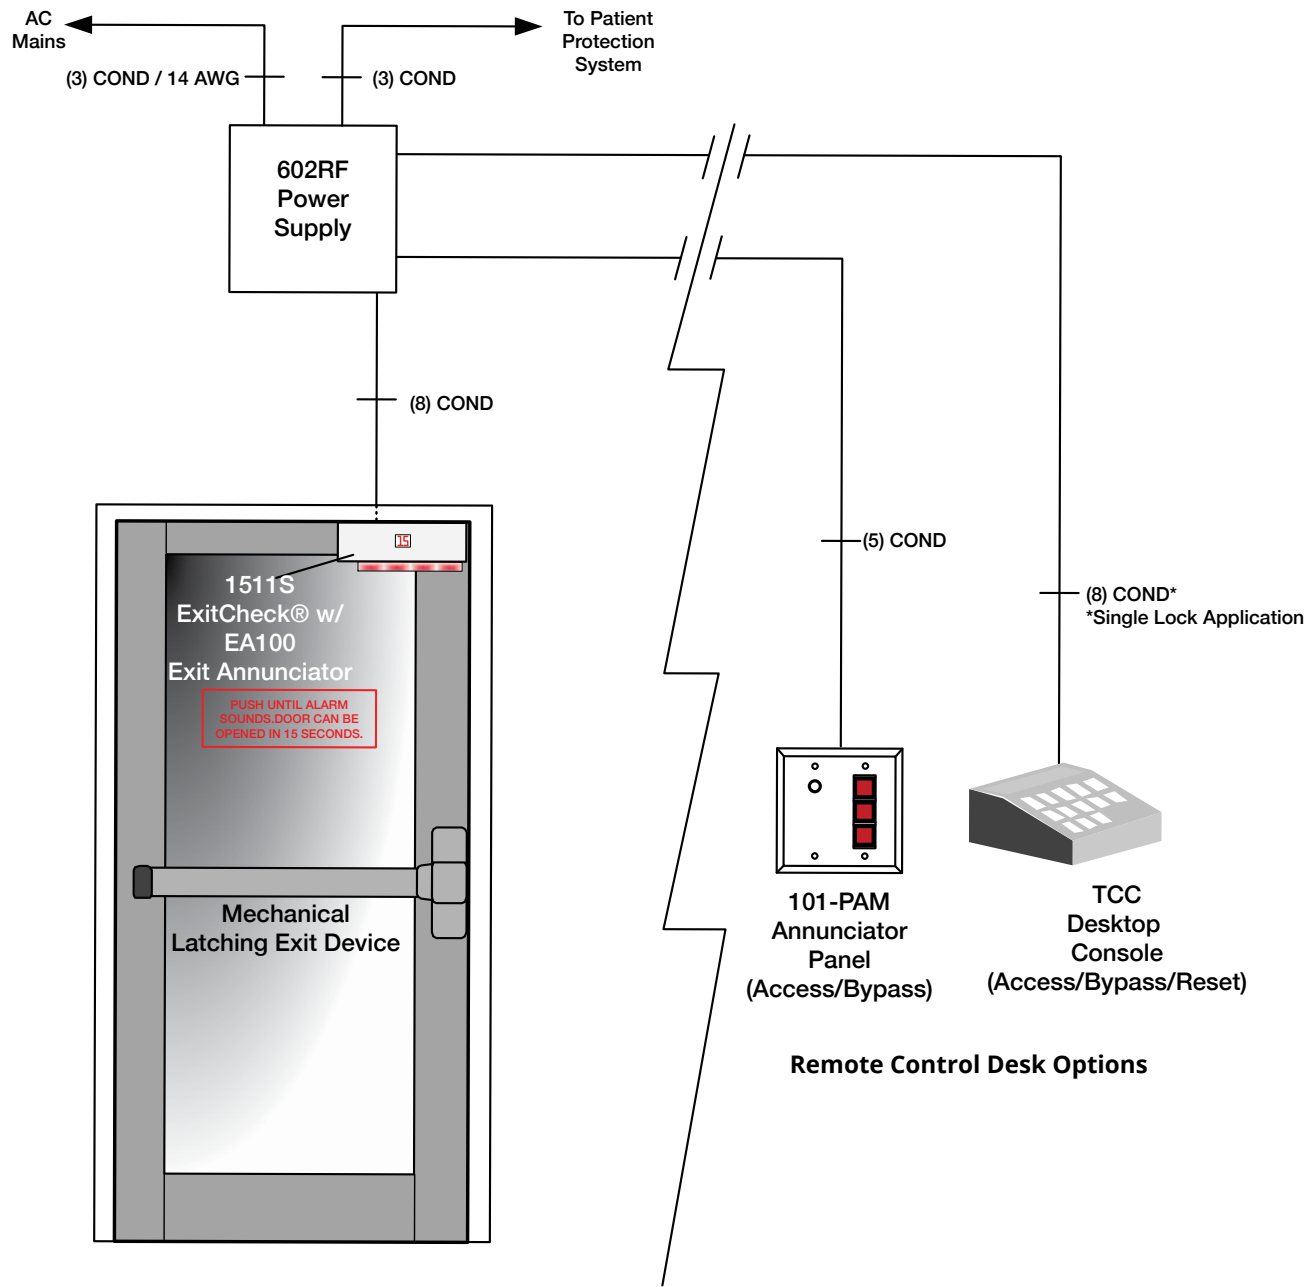 AC
Mains
To Patient
Protection
System
(3) COND / 14 AWG
(3) COND
602RF
Power
Supply
(8) COND
15
1511S
ExitCheck® w/
EA100
Exit Annunciator
PUSH UNTIL ALARM
SOUNDS.DOOR CAN BE
OPENED IN 15 SECONDS.
Mechanical
Latching Exit Device
(5) COND
(8) COND*
*Single Lock Application
101-PAM
Annunciator
Panel
(Access/Bypass)
TCC
Desktop
Console
(Access/Bypass/Reset)
Remote Control Desk Options